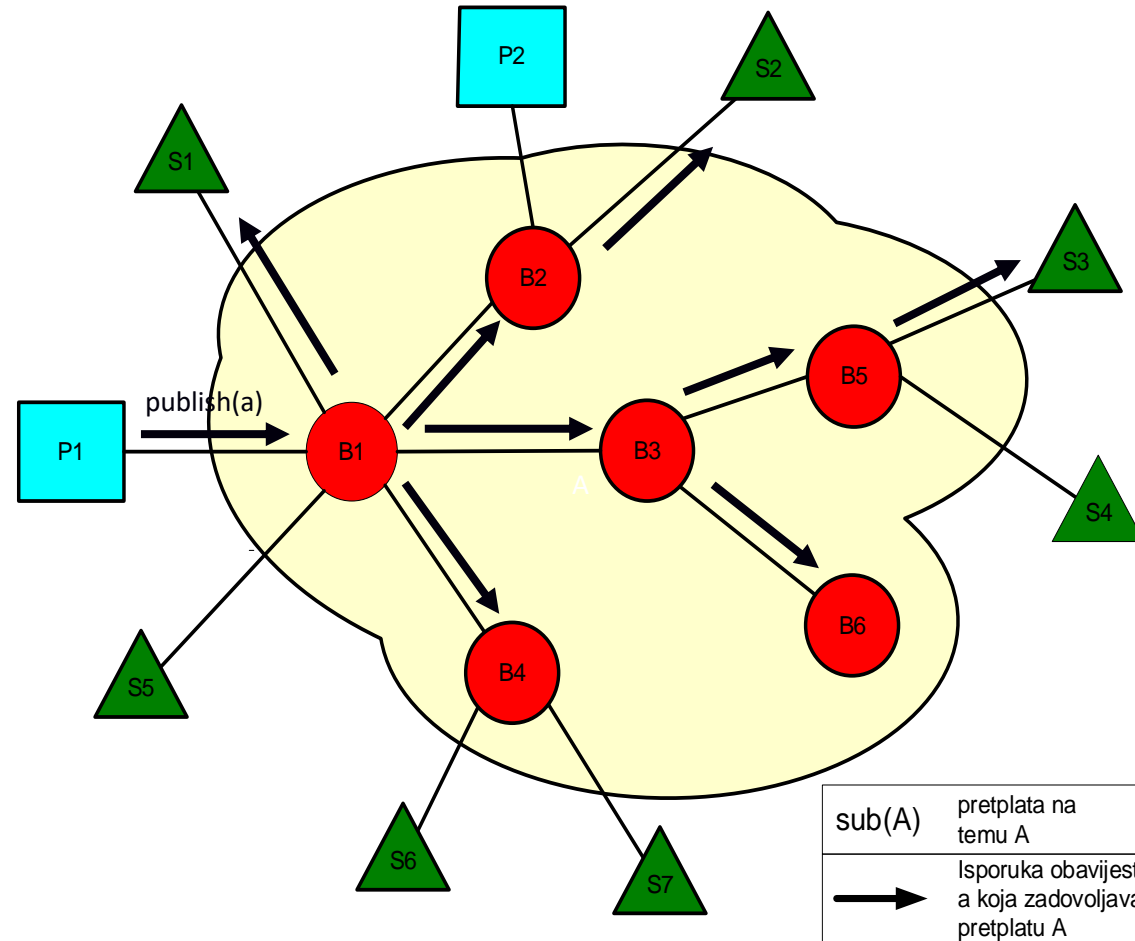 P2
S2
S1
S3
B2
B5
publish(a)
P1
B1
B3
A
S4
B6
B4
S5
S6
S7
sub(A)
pretplata na
temu A
Isporuka obavijest
a koja zadovoljava
pretplatu A